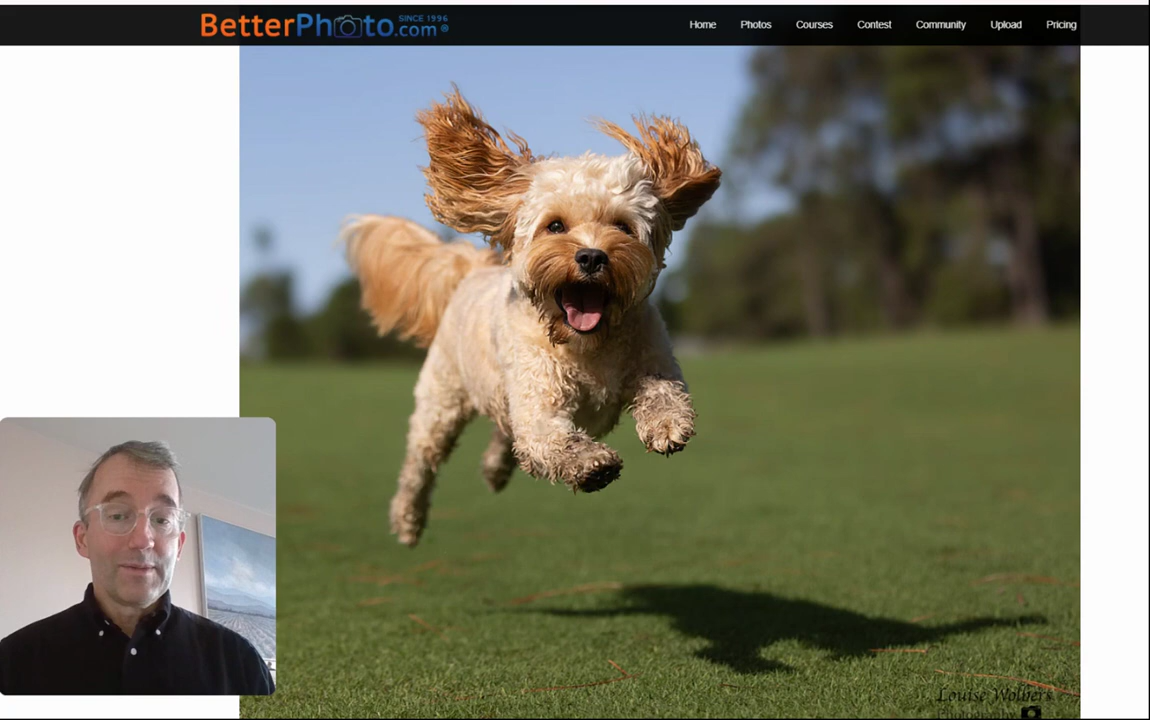 BetterPhoto.com®
SINCE 1996
Home Photos Courses Contest Community Upload Pricing
Louise Wolbers